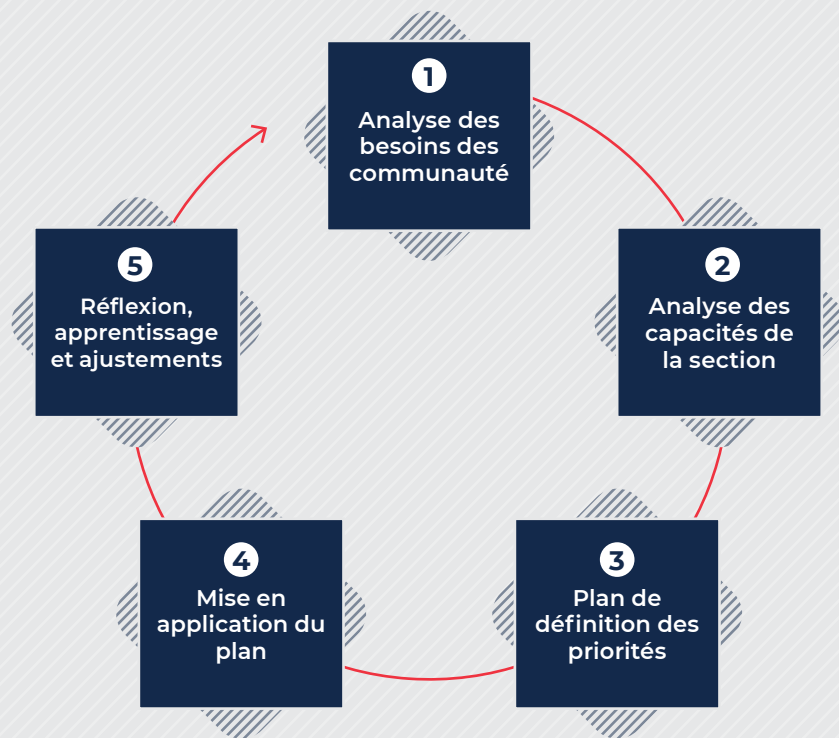 1
Analyse des
besoins des
communauté
2
Analyse des
capacités de
la section
3
Plan de
définition des
priorités
4
Mise en
application du
plan
5
Réflexion,
apprentissage
et ajustements